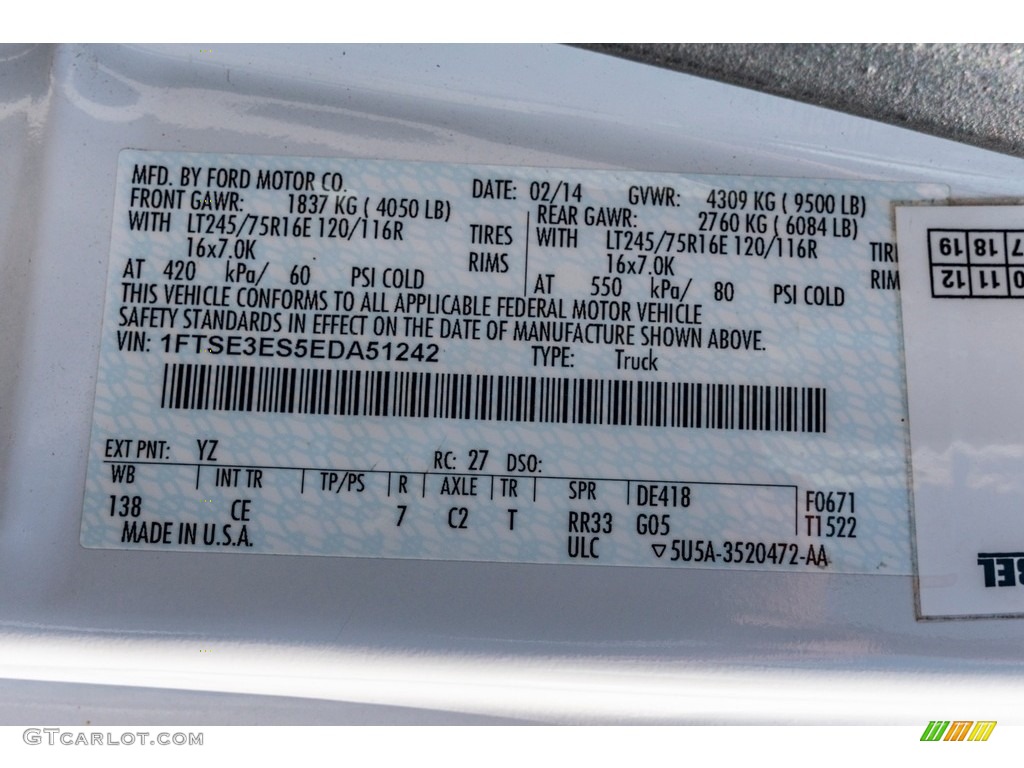 MFD. BY FORD MOTOR CO. DATE: 02/14 GVWR: 4309 KG ( 9500 LB)
FRONT GAWR: 1837 KG ( 4050 LB) REAR GAWR: 2760 KG ( 6084 LB)
WITH LT245/75R16E 120/116R TIRES WITH LT245/75R16E 120/116R TIR
16x7.0K RIMS 16x7.0K RIM
AT 420 kPa/ 60 PSI COLD AT 550 kPa/ 80 PSI COLD
THIS VEHICLE CONFORMS TO ALL APPLICABLE FEDERAL MOTOR VEHICLE
SAFETY STANDARDS IN EFFECT ON THE DATE OF MANUFACTURE SHOWN ABOVE.
VIN: 1FTSE3ES5EDA51242 TYPE: Truck
EXT PNT: YZ RC: 27 DSO:
WB INT TR TP/PS R AXLE TR SPR DE418 F0671
138 CE 7 C2 T RR33 G05 T1522
MADE IN U.S.A. ULC ▽5U5A-3520472-AA
7 18 19
0 11 12
BEL
GTCARLOT.COM